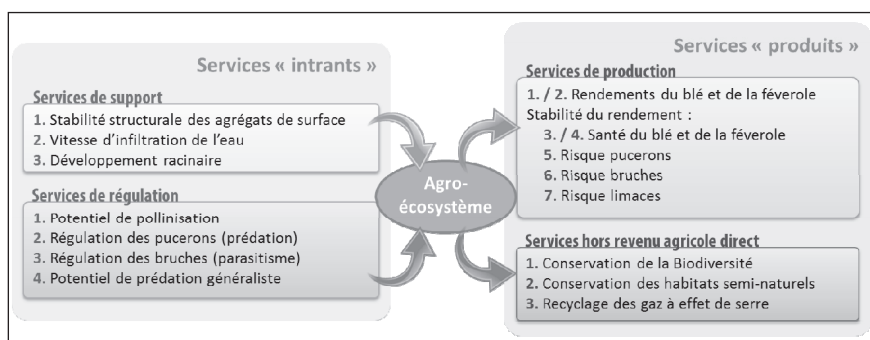 Services « intrants »
Services de support
1. Stabilité structurale des agrégats de surface
2. Vitesse d'infiltration de l'eau
3. Développement racinaire
Services de régulation
1. Potentiel de pollinisation
2. Régulation des pucerons (prédation)
3. Régulation des bruches (parasitisme)
4. Potentiel de prédation généraliste
Agro-
écosystème
Services « produits »
Services de production
1. / 2. Rendements du blé et de la féverole
Stabilité du rendement :
3. / 4. Santé du blé et de la féverole
5. Risque pucerons
6. Risque bruches
7. Risque limaces
Services hors revenu agricole direct
1. Conservation de la Biodiversité
2. Conservation des habitats semi-naturels
3. Recyclage des gaz à effet de serre